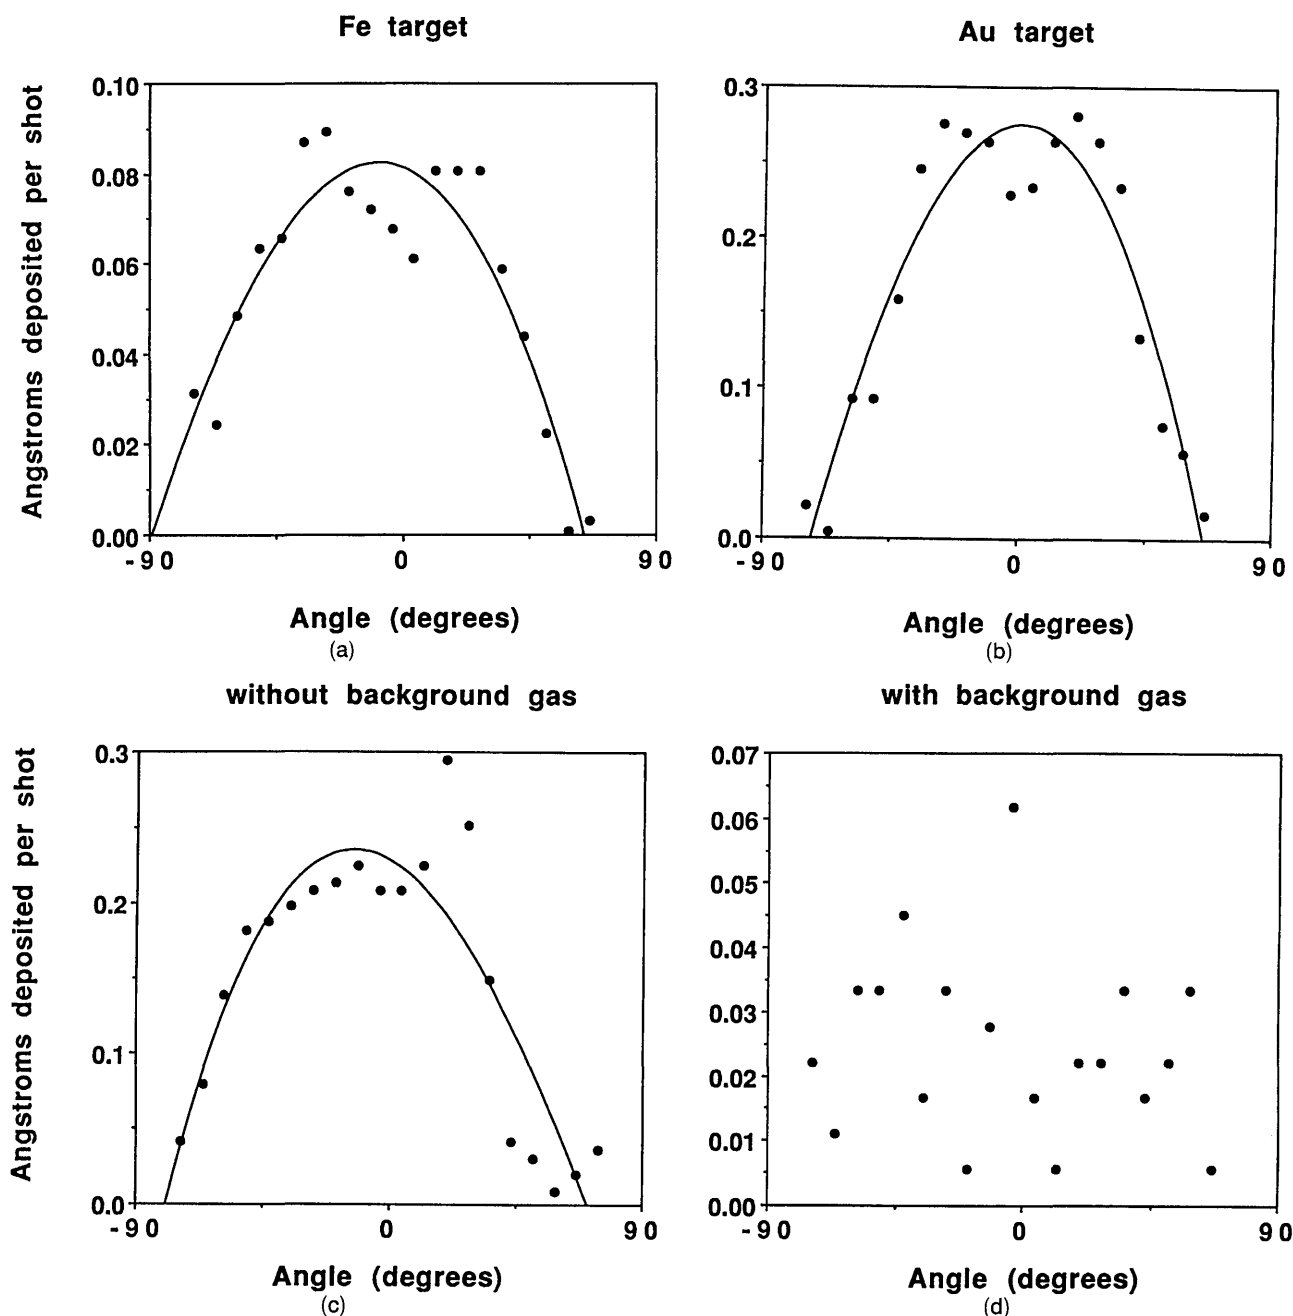 Fe target
Angstroms deposited per shot
0.10
0.08
0.06
0.04
0.02
0.00
-90
0
90
Angle (degrees)
(a)
Au target
0.3
0.2
0.1
0.0
-90
0
90
Angle (degrees)
(b)
without background gas
Angstroms deposited per shot
0.3
0.2
0.1
0.0
-90
0
90
Angle (degrees)
(c)
with background gas
0.07
0.06
0.05
0.04
0.03
0.02
0.01
0.00
-90
0
90
Angle (degrees)
(d)